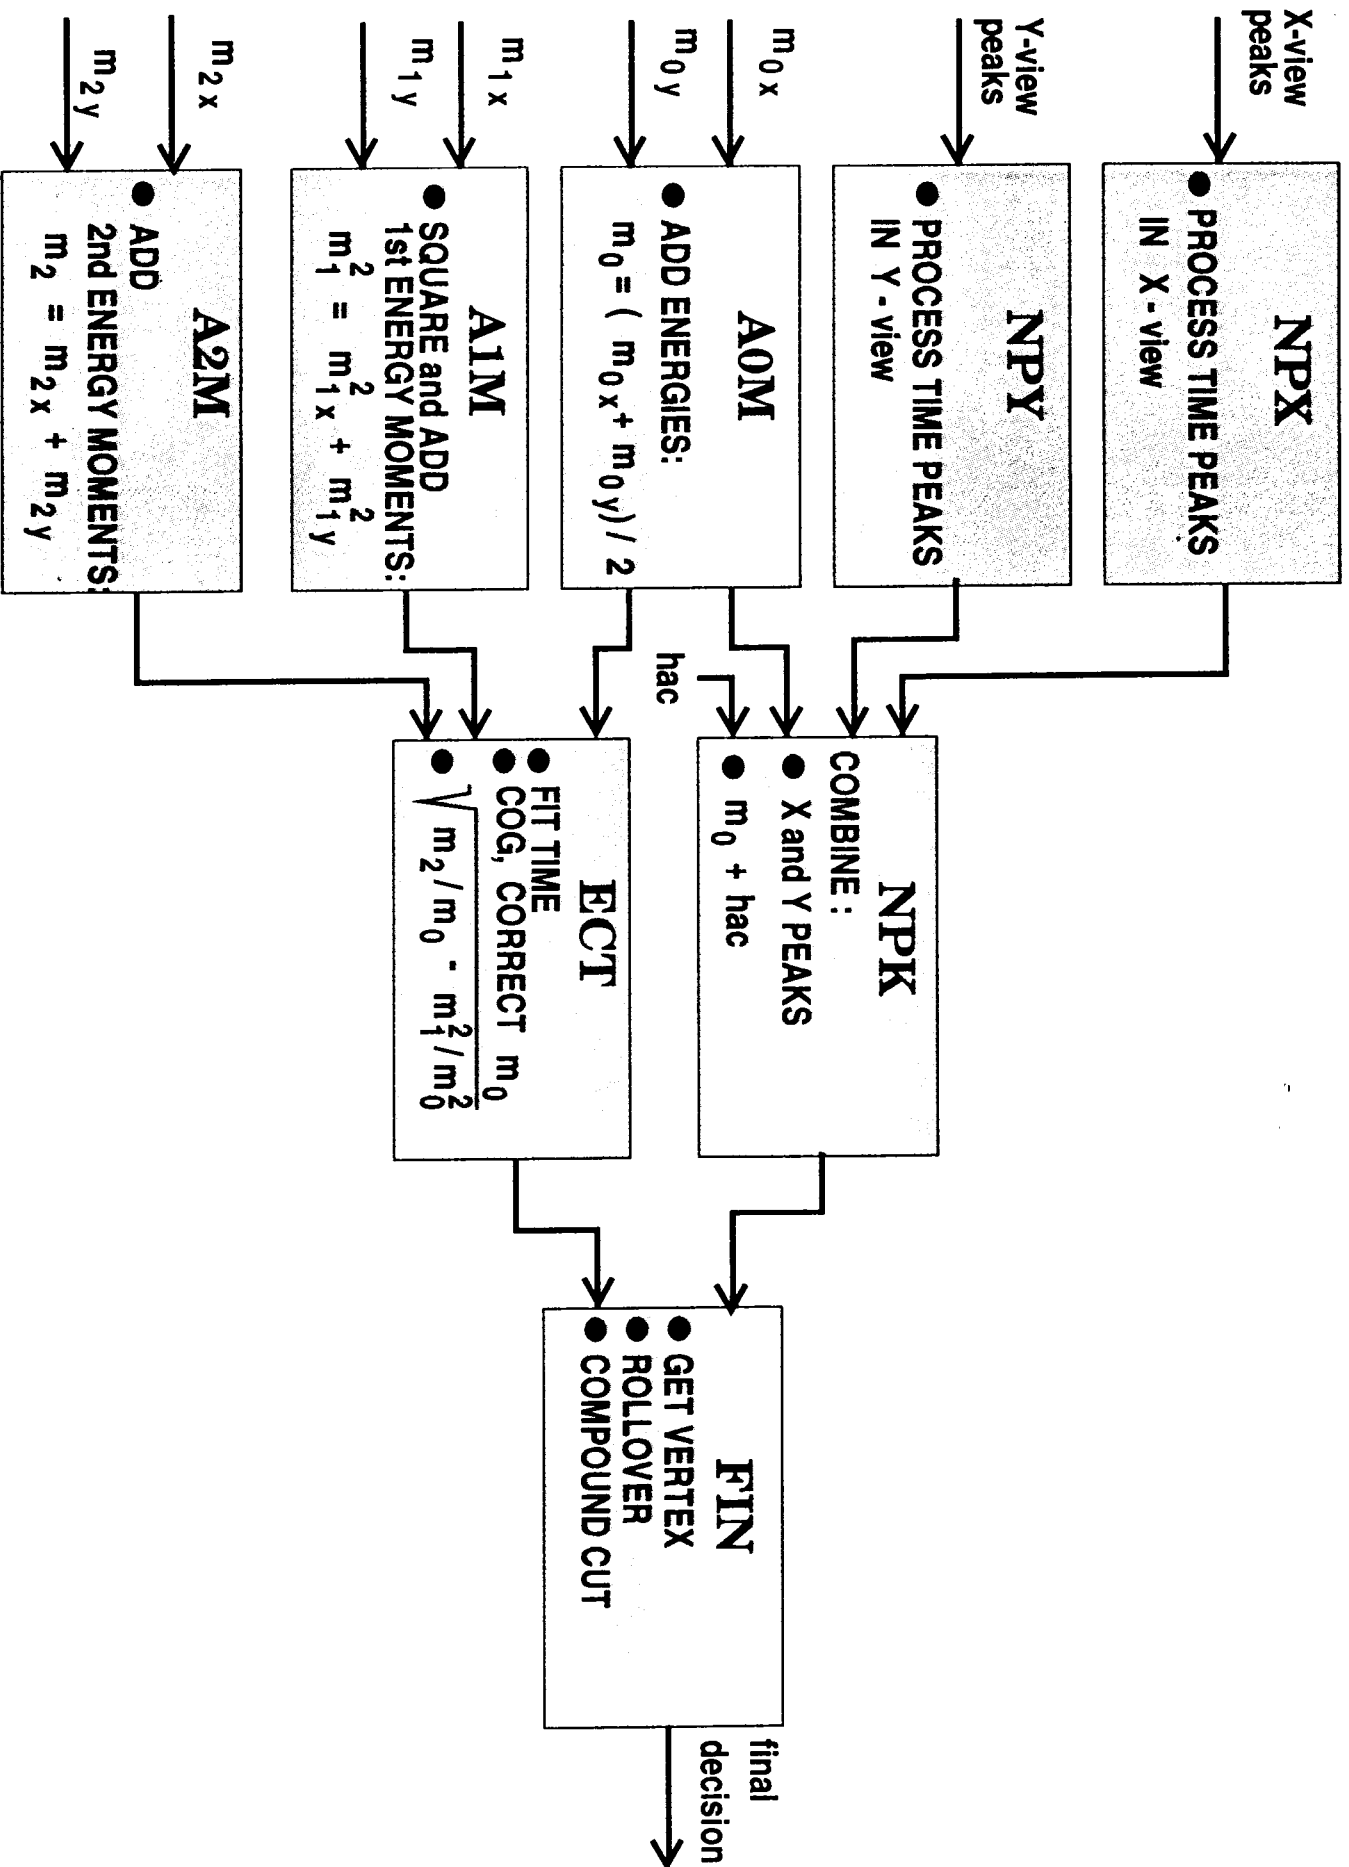 X-view
peaks
NPX
● PROCESS TIME PEAKS
IN X - view
Y-view
peaks
NPY
● PROCESS TIME PEAKS
IN Y - view
m0x
m0y
A0M
● ADD ENERGIES:
m0 = ( m0x + m0y) / 2
m1x
m1y
A1M
● SQUARE and ADD
1st ENERGY MOMENTS:
m1² = m1x² + m1y²
m2x
m2y
A2M
● ADD
2nd ENERGY MOMENTS:
m2 = m2x + m2y
hac
NPK
COMBINE :
● X and Y PEAKS
● m0 + hac
ECT
● FIT TIME
● COG, CORRECT m0
● √ m2 / m0 - m1² / m0²
FIN
● GET VERTEX
● ROLLOVER
● COMPOUND CUT
final
decision